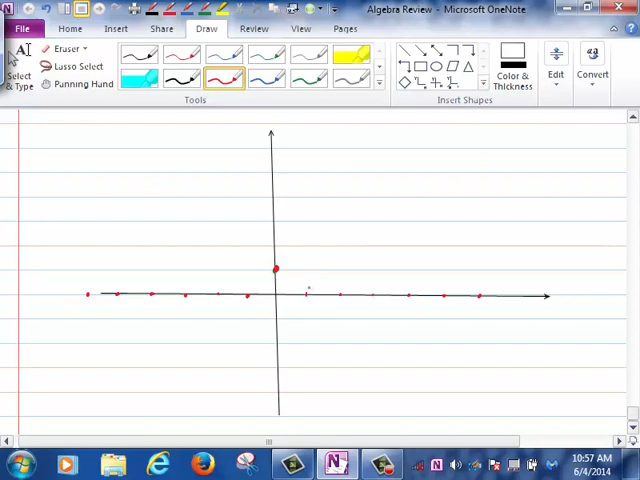 Algebra Review - Microsoft OneNote
File Home Insert Share Draw Review View Pages
Select & Type
Eraser
Lasso Select
Panning Hand
Color & Thickness
Edit
Convert
Tools
Insert Shapes
10:57 AM
6/4/2014